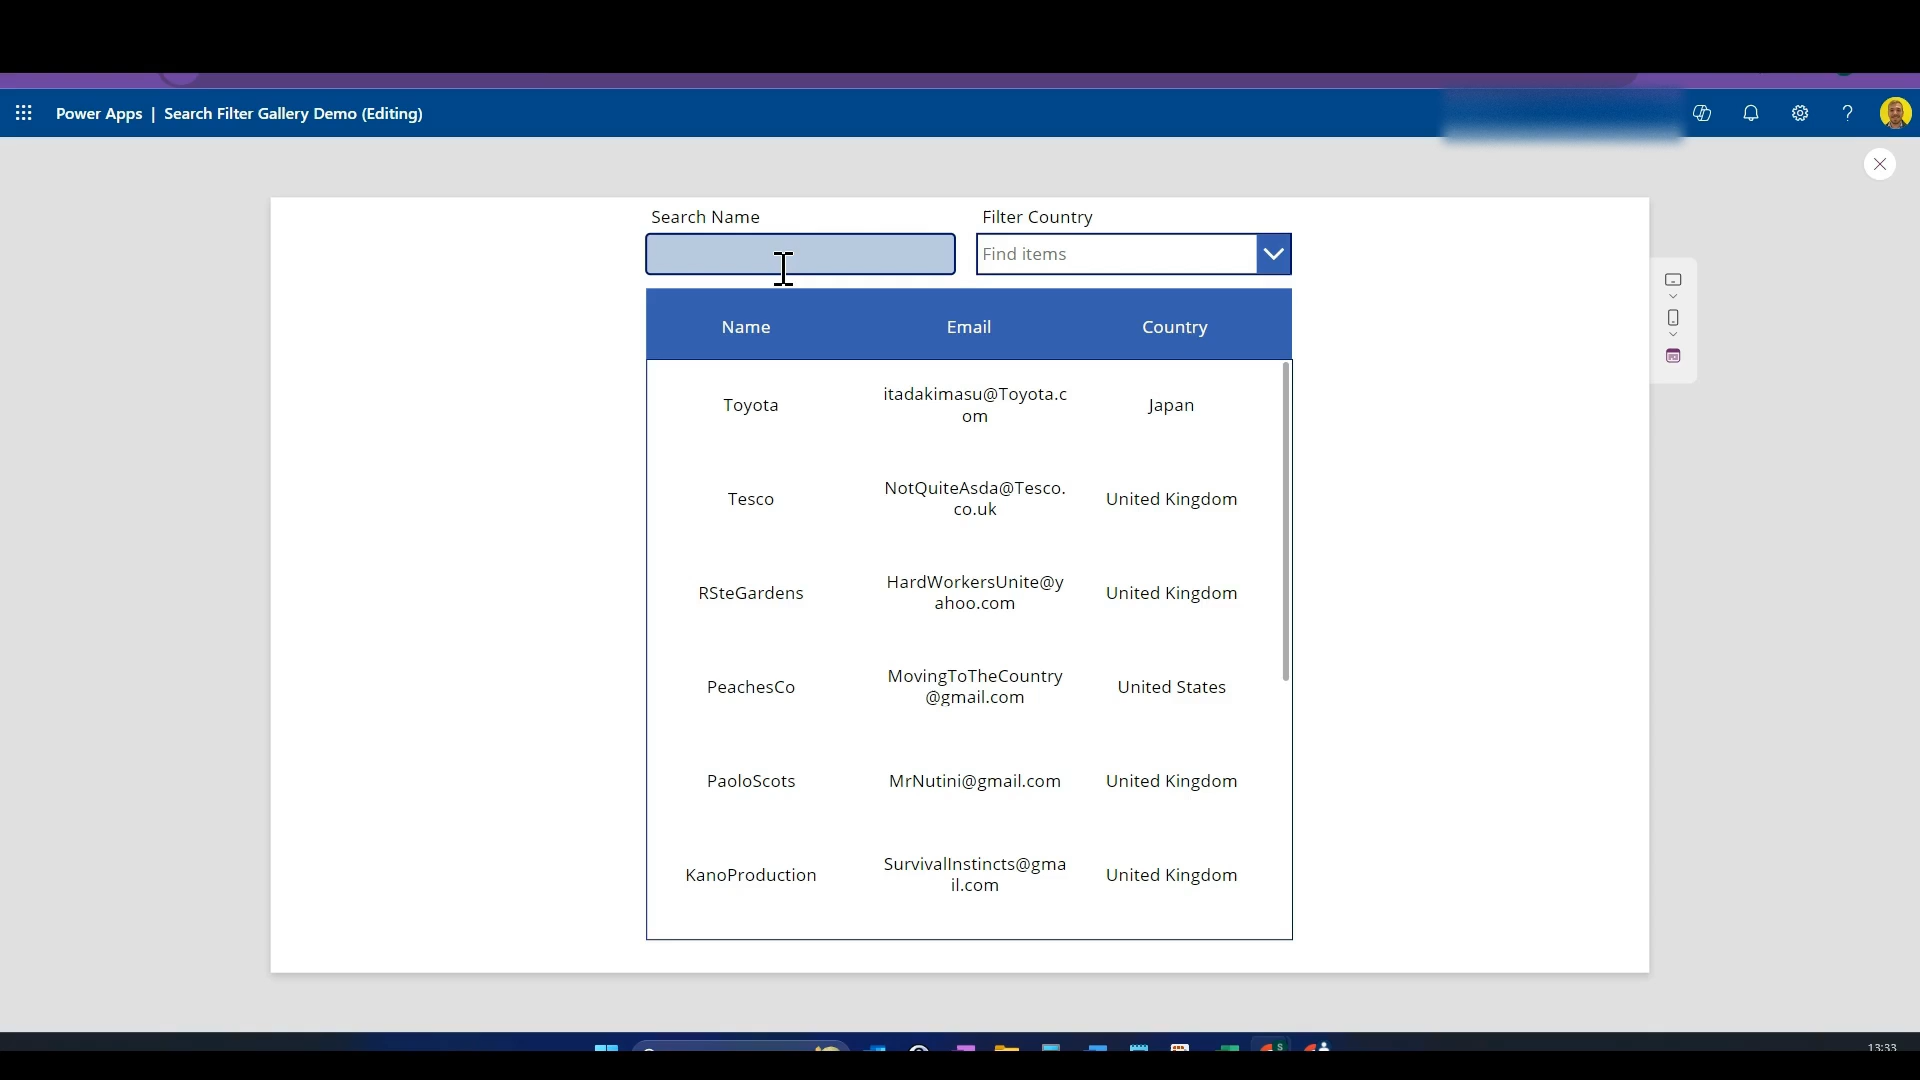 Power Apps | Search Filter Gallery Demo (Editing)
Search Name
Filter Country
Find items
Name Email Country
Toyota
itadakimasu@Toyota.c
om
Japan
Tesco
NotQuiteAsda@Tesco.
co.uk
United Kingdom
RSteGardens
HardWorkersUnite@y
ahoo.com
United Kingdom
PeachesCo
MovingToTheCountry
@gmail.com
United States
PaoloScots
MrNutini@gmail.com
United Kingdom
KanoProduction
SurvivalInstincts@gma
il.com
United Kingdom
13:33